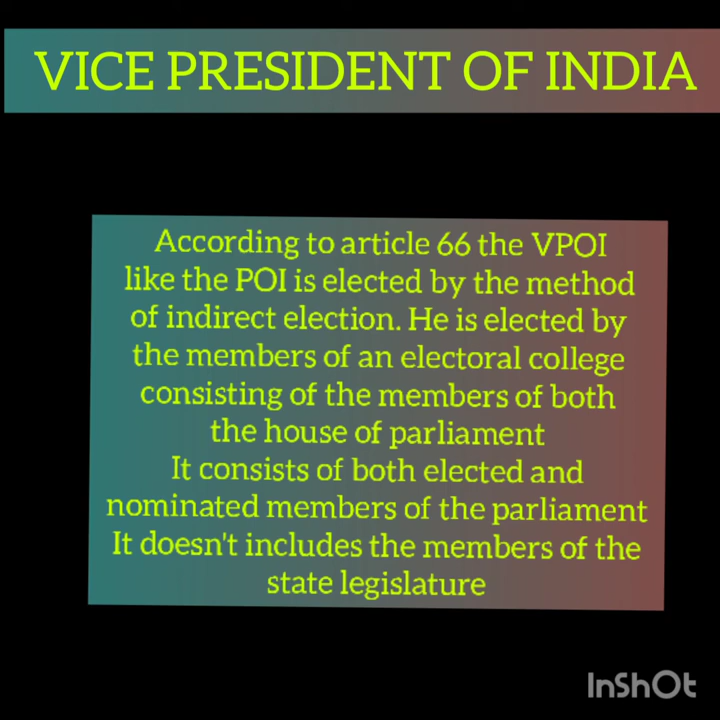 VICE PRESIDENT OF INDIA
According to article 66 the VPOI
like the POI is elected by the method
of indirect election. He is elected by
the members of an electoral college
consisting of the members of both
the house of parliament
It consists of both elected and
nominated members of the parliament
It doesn't includes the members of the
state legislature
InShOt